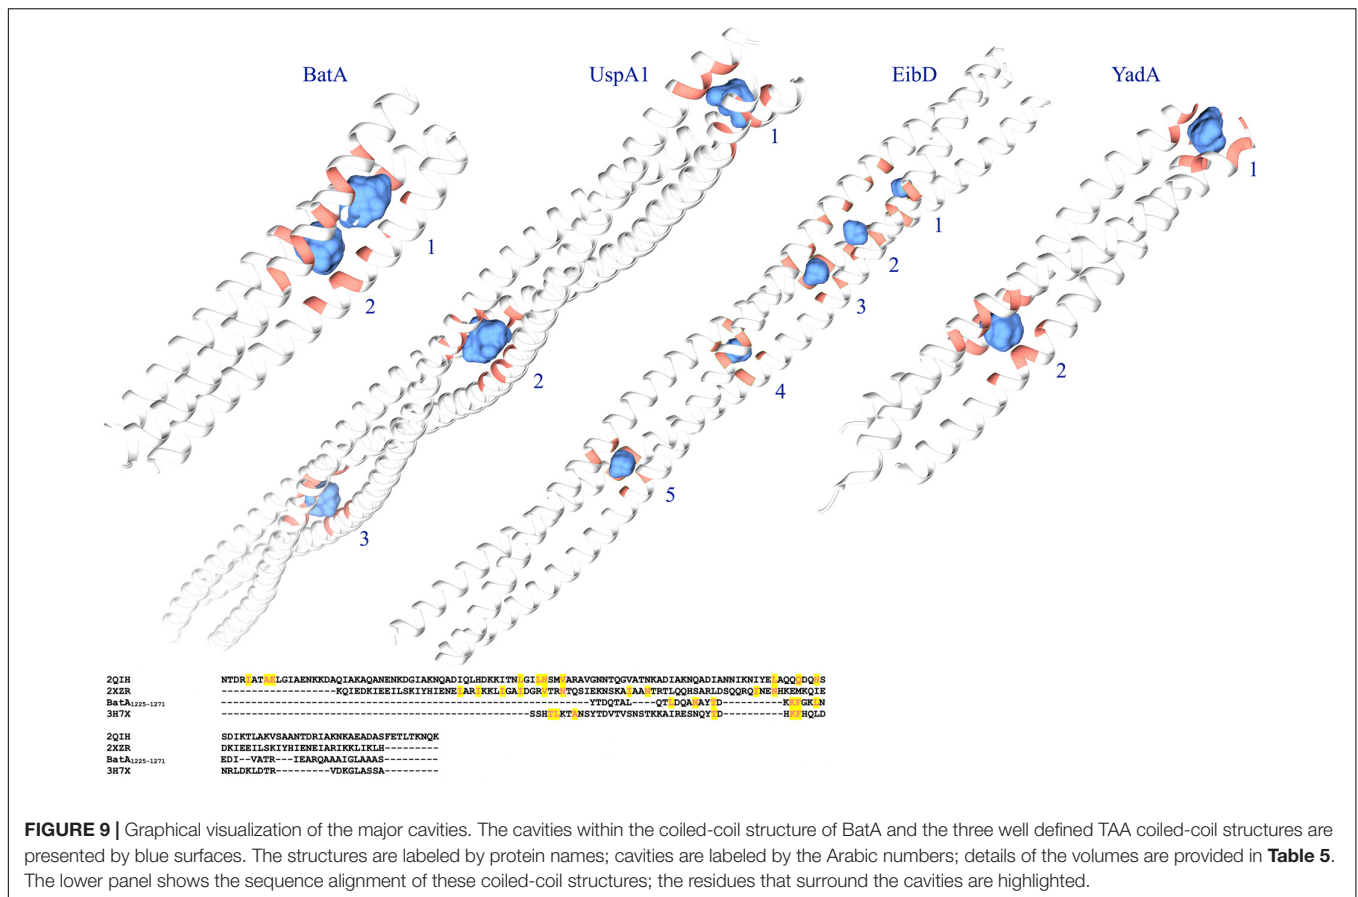 BatA
UspA1
EibD
YadA
1
2
1
2
3
1
2
3
4
5
1
2
2QIH NTDRIATAELGIAENKKDAQIAKAQANENKDGIAKNQADIQLHDKKITNLGILHSMVARAVGNNTQGVATNKADIAKNQADIANNIKNIYELAQQQDQHS
2XZR -------------------KQIEDKIEEILSKIYHIENEIARIKKLIGAIDGRVTRNTQSIEKNSKAIAANTRTLQQHSARLDSQQRQINENHKEMKQIE
BatA1225-1271 -------------------------------------------------------------YTDQTAL----QTLDQANAYTD----------KKFGKLN
3H7X ---------------------------------------------------SSHTLKTANSYTDVTVSNSTKKAIRESNQYTD----------HKFHQLD
2QIH SDIKTLAKVSAANTDRIAKNKAEADASFETLTKNQK
2XZR DKIEEILSKIYHIENEIARIKKLIKLH---------
BatA1225-1271 EDI--VATR---IEARQAAAIGLAAAS---------
3H7X NRLDKLDTR---------VDKGLASSA---------
FIGURE 9 | Graphical visualization of the major cavities. The cavities within the coiled-coil structure of BatA and the three well defined TAA coiled-coil structures are
presented by blue surfaces. The structures are labeled by protein names; cavities are labeled by the Arabic numbers; details of the volumes are provided in Table 5.
The lower panel shows the sequence alignment of these coiled-coil structures; the residues that surround the cavities are highlighted.